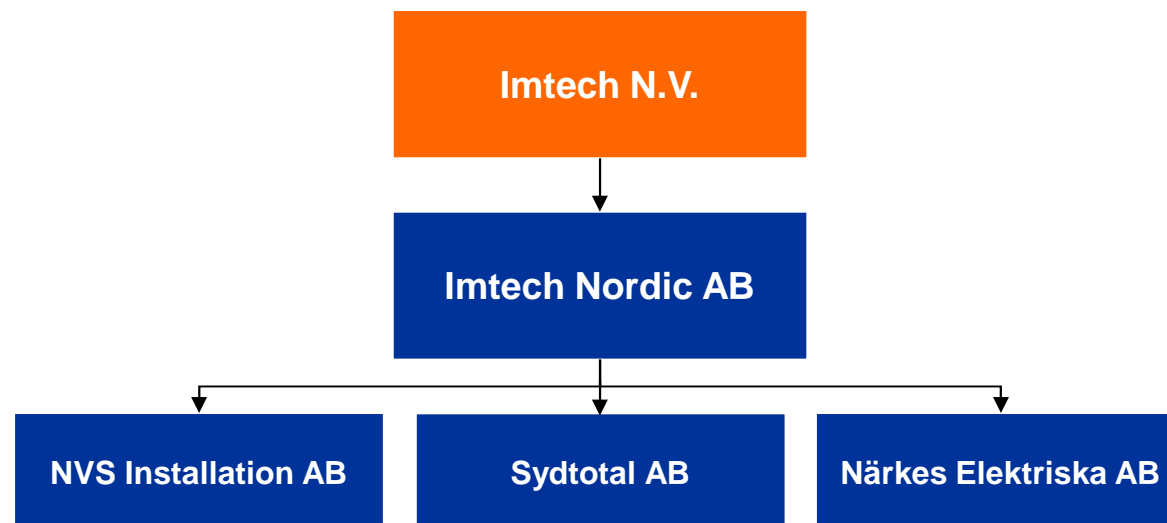 Imtech N.V.
Imtech Nordic AB
NVS Installation AB
Sydtotal AB
Närkes Elektriska AB